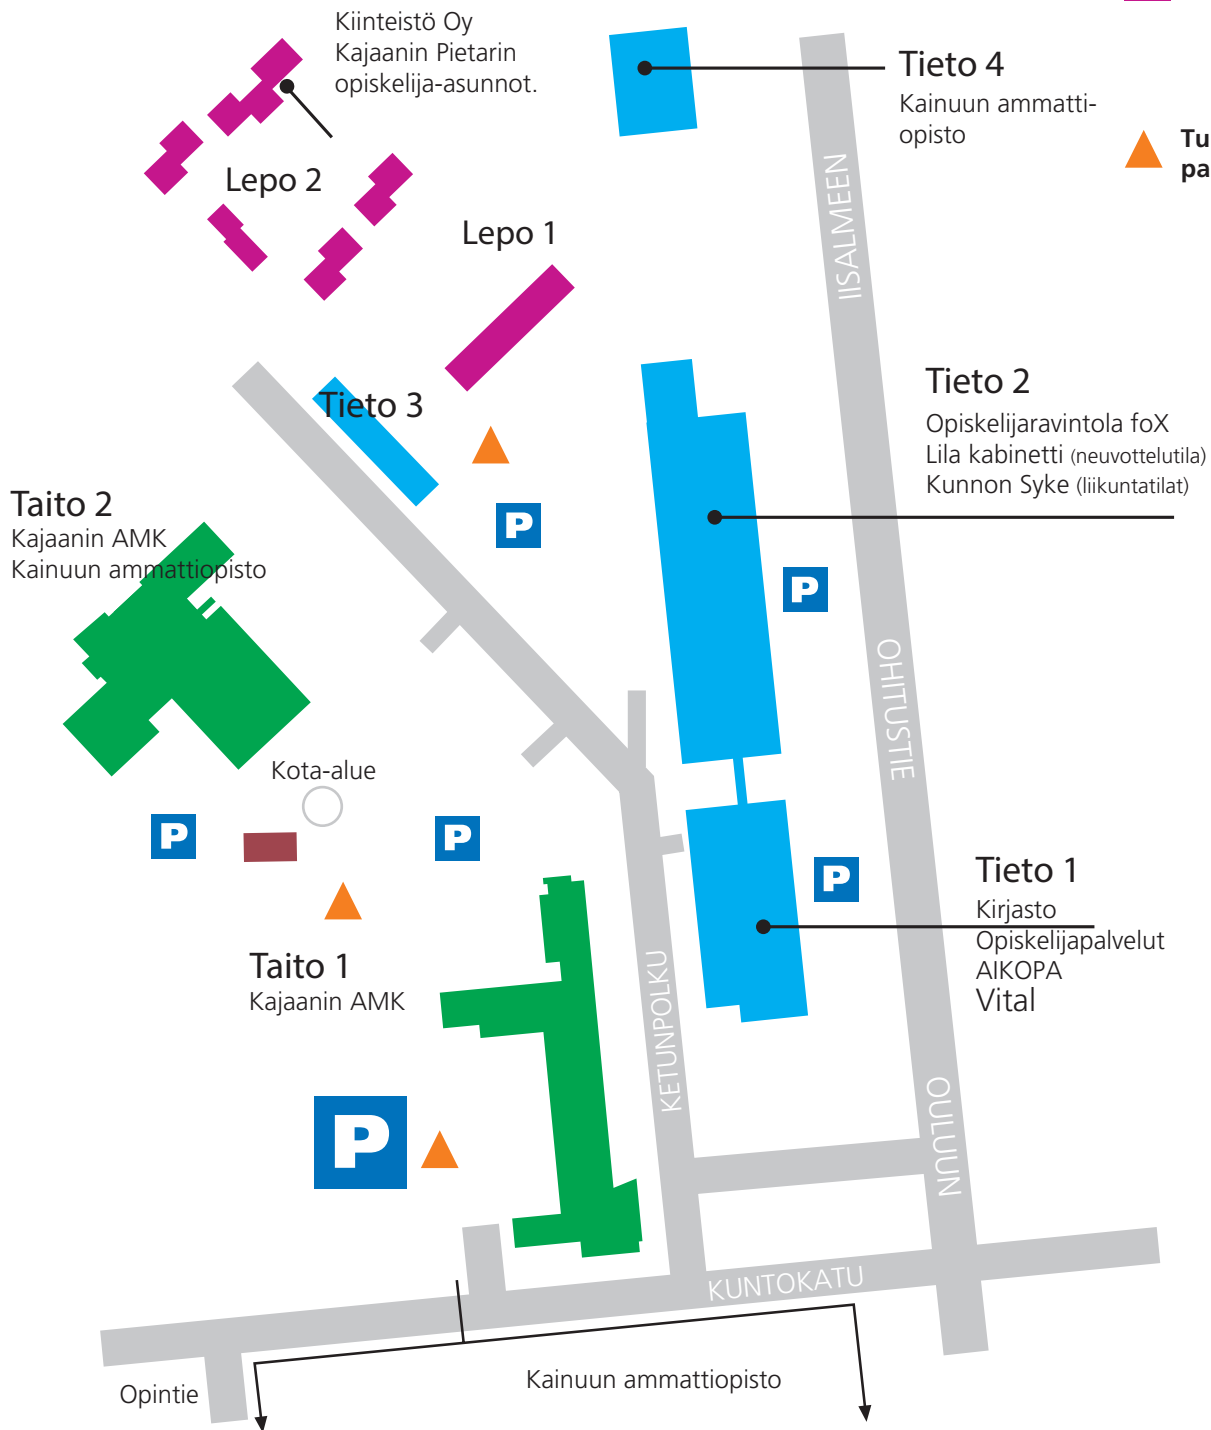 Kiinteistö Oy
Kajaanin Pietarin
opiskelija-asunnot.
Tieto 4
Kainuun ammatti-
opisto
Tu
pa
Lepo 2
Lepo 1
IISALMEEN
Tieto 3
Tieto 2
Opiskelijaravintola foX
Lila kabinetti (neuvottelutila)
Kunnon Syke (liikuntatilat)
Taito 2
Kajaanin AMK
Kainuun ammattiopisto
P
P
OHITUSTIE
Kota-alue
P
P
P
Tieto 1
Kirjasto
Opiskelijapalvelut
AIKOPA
Vital
Taito 1
Kajaanin AMK
KETUNPOLKU
P
OULUUN
KUNTOKATU
Opintie
Kainuun ammattiopisto